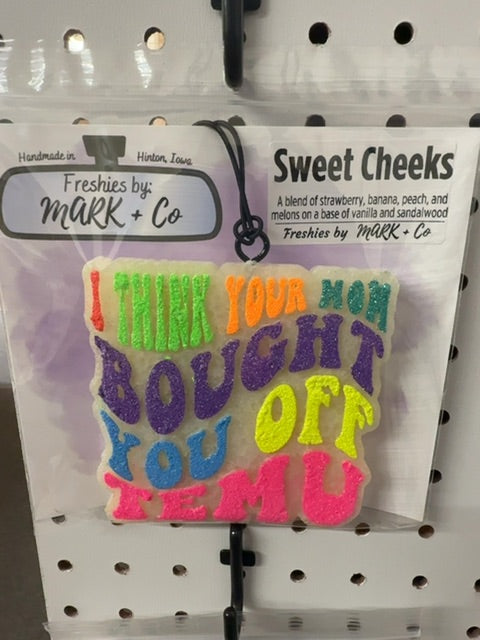 Handmade in Hinton, Iowa
Freshies by:
MARK + Co
Sweet Cheeks
A blend of strawberry, banana, peach, and
melons on a base of vanilla and sandalwood
Freshies by MARK + Co
I THINK YOUR MOM
BOUGHT
YOU OFF
TEMU